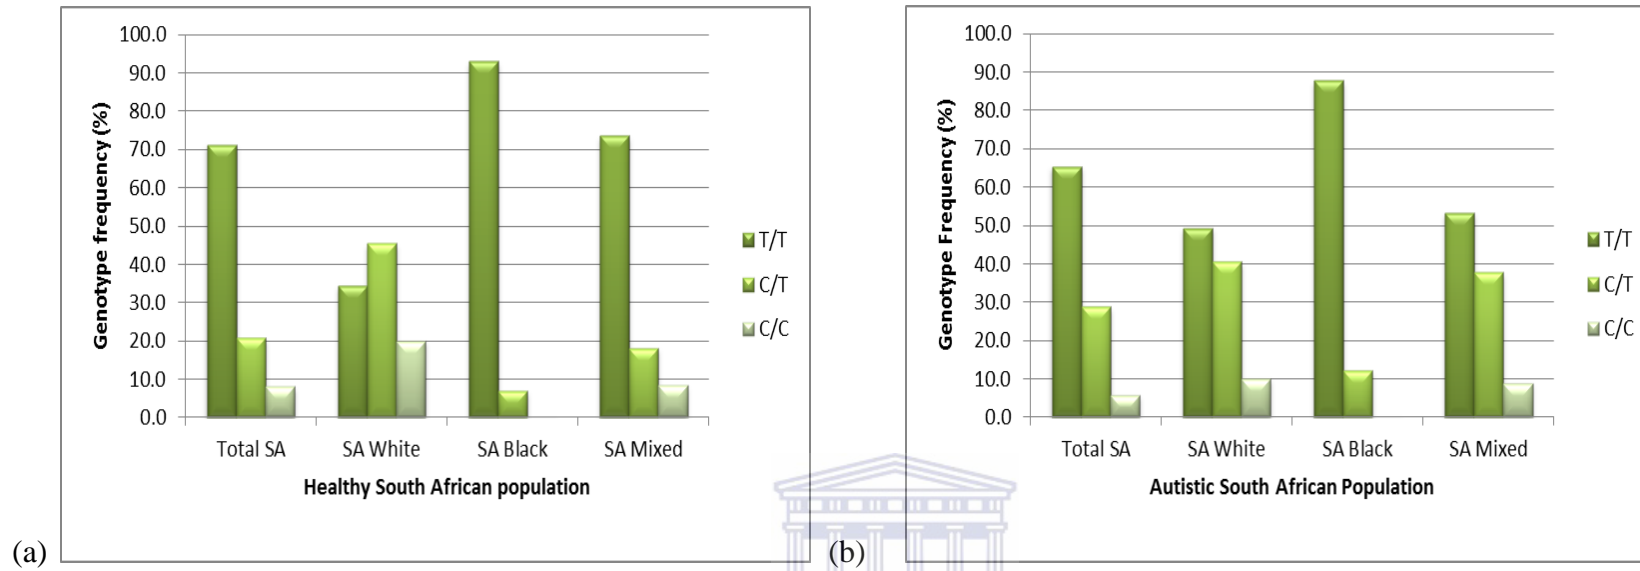 100.0
90.0
80.0
70.0
60.0
50.0
40.0
30.0
20.0
10.0
0.0
Genotype frequency (%)
Total SA SA White SA Black SA Mixed
Healthy South African population
T/T
C/T
C/C
(a)
100.0
90.0
80.0
70.0
60.0
50.0
40.0
30.0
20.0
10.0
0.0
Genotype Frequency (%)
Total SA SA White SA Black SA Mixed
Autistic South African Population
T/T
C/T
C/C
(b)